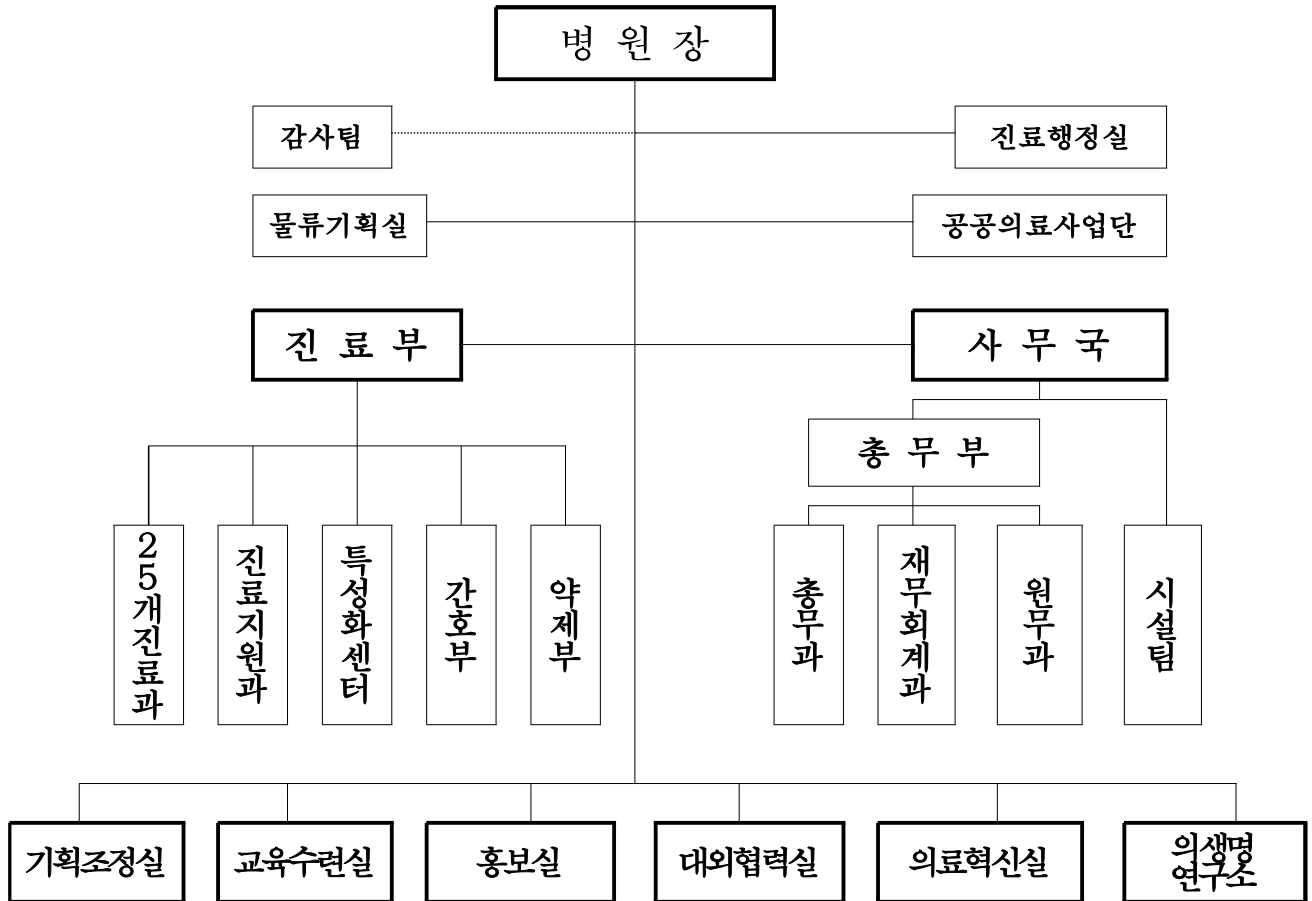 병 원 장
감사팀
진료행정실
물류기획실
공공의료사업단
진 료 부
사 무 국
총 무 부
25개진료과
진료지원과
특성화센터
간호부
약제부
총무과
재무회계과
원무과
시설팀
기획조정실
교육수련실
홍보실
대외협력실
의료혁신실
의생명
연구소